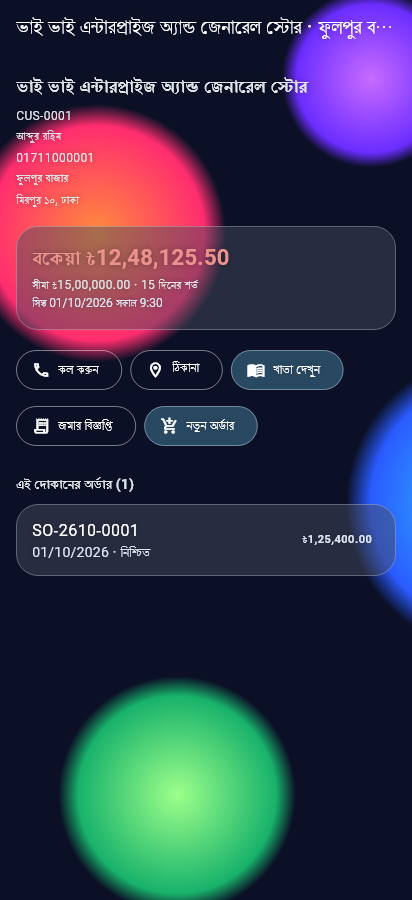 ভাই ভাই এন্টারপ্রাইজ অ্যান্ড জেনারেল স্টোর · ফুলপুর ব...
ভাই ভাই এন্টারপ্রাইজ অ্যান্ড জেনারেল স্টোর
CUS-0001
আব্দুর রহিম
01711000001
ফুলপুর বাজার
মিরপুর ১০, ঢাকা
বকেয়া ৳12,48,125.50
সীমা ৳15,00,000.00 · 15 দিনের শর্ত
সিঙ্ক 01/10/2026 সকাল 9:30
কল করুন
ঠিকানা
খাতা দেখুন
জমার বিজ্ঞপ্তি
নতুন অর্ডার
এই দোকানের অর্ডার (1)
SO-2610-0001
৳1,25,400.00
01/10/2026 · নিশ্চিত